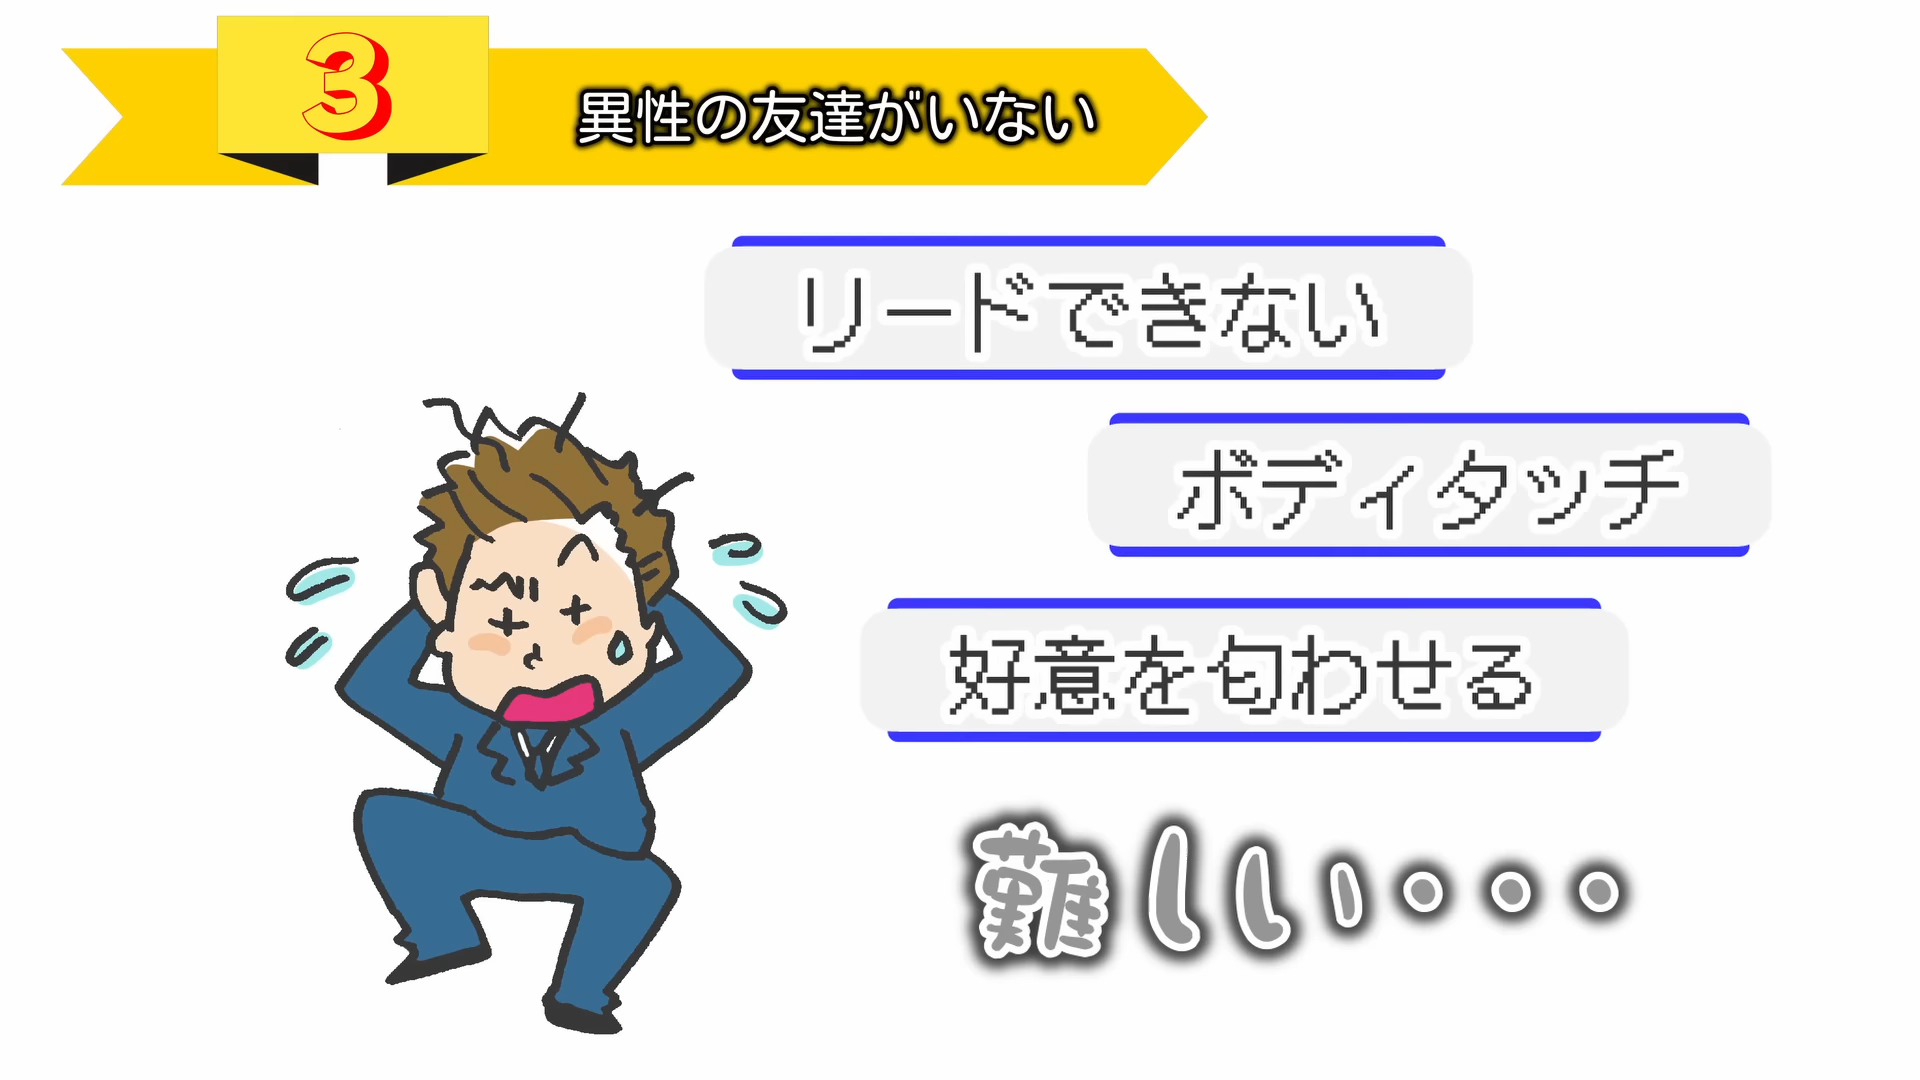 3
異性の友達がいない
リードできない
ボディタッチ
好意を匂わせる
難しい・・・